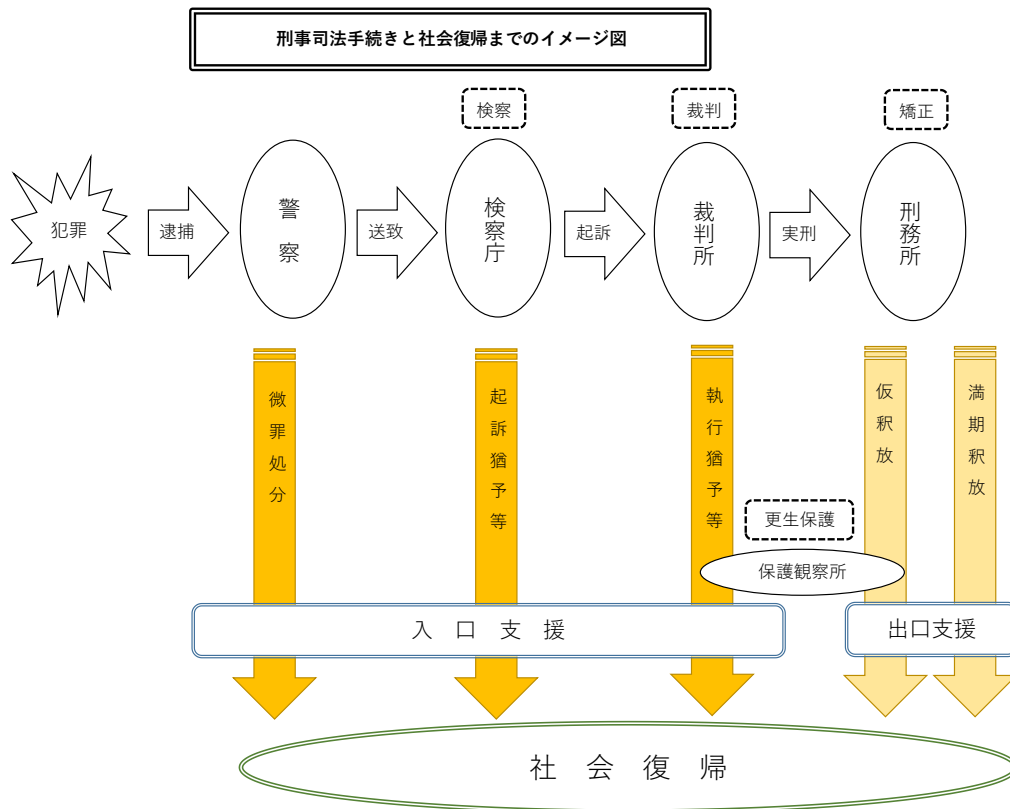 刑事司法手続きと社会復帰までのイメージ図
検察
裁判
矯正
犯罪
逮捕
警察
送致
検察庁
起訴
裁判所
実刑
刑務所
微罪処分
起訴猶予等
執行猶予等
仮釈放
満期釈放
更生保護
保護観察所
入口支援
出口支援
社会復帰